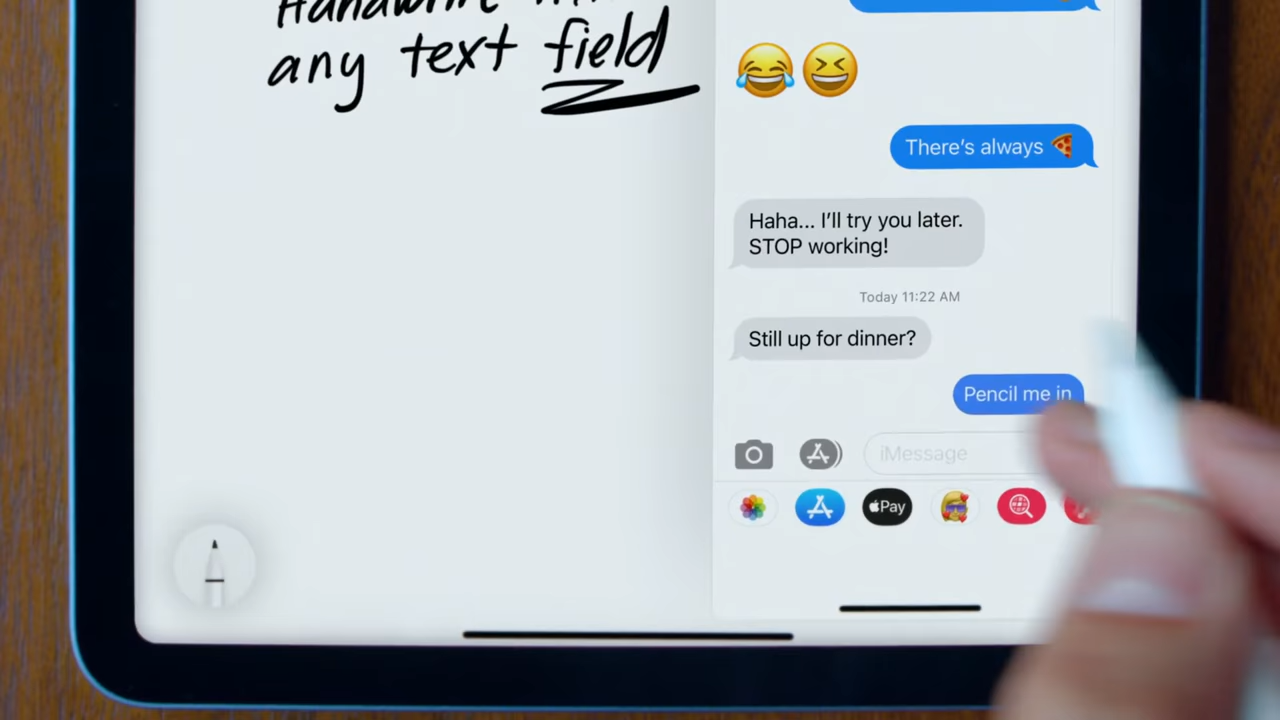 any text field
😂😆
There's always 🍕
Haha... I'll try you later.
STOP working!
Today 11:22 AM
Still up for dinner?
Pencil me in
iMessage
Pay